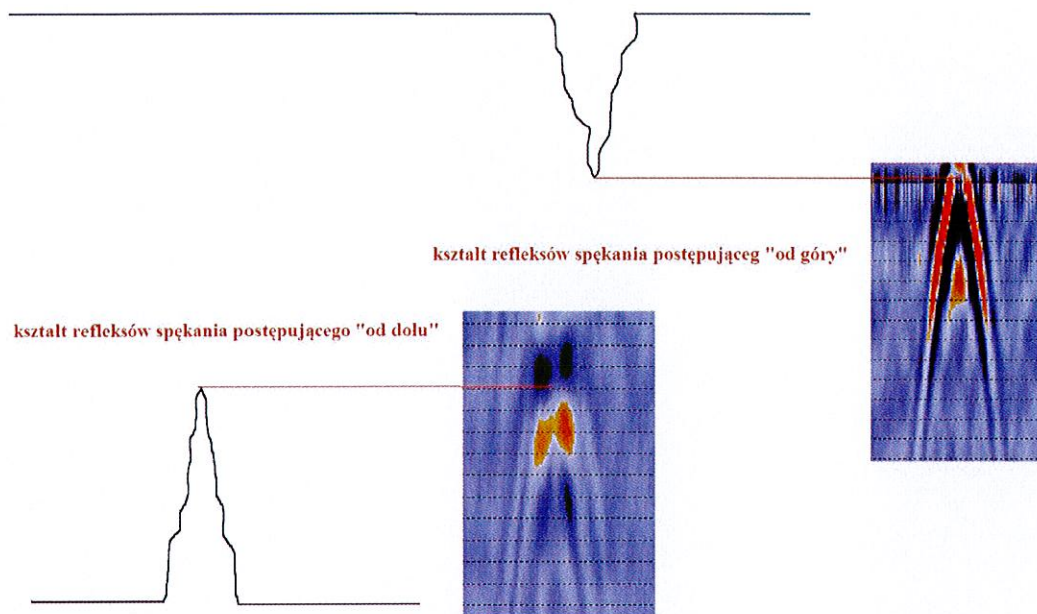 kształt refleksów spękania postępująceg "od góry"
kształt refleksów spękania postępującego "od dołu"